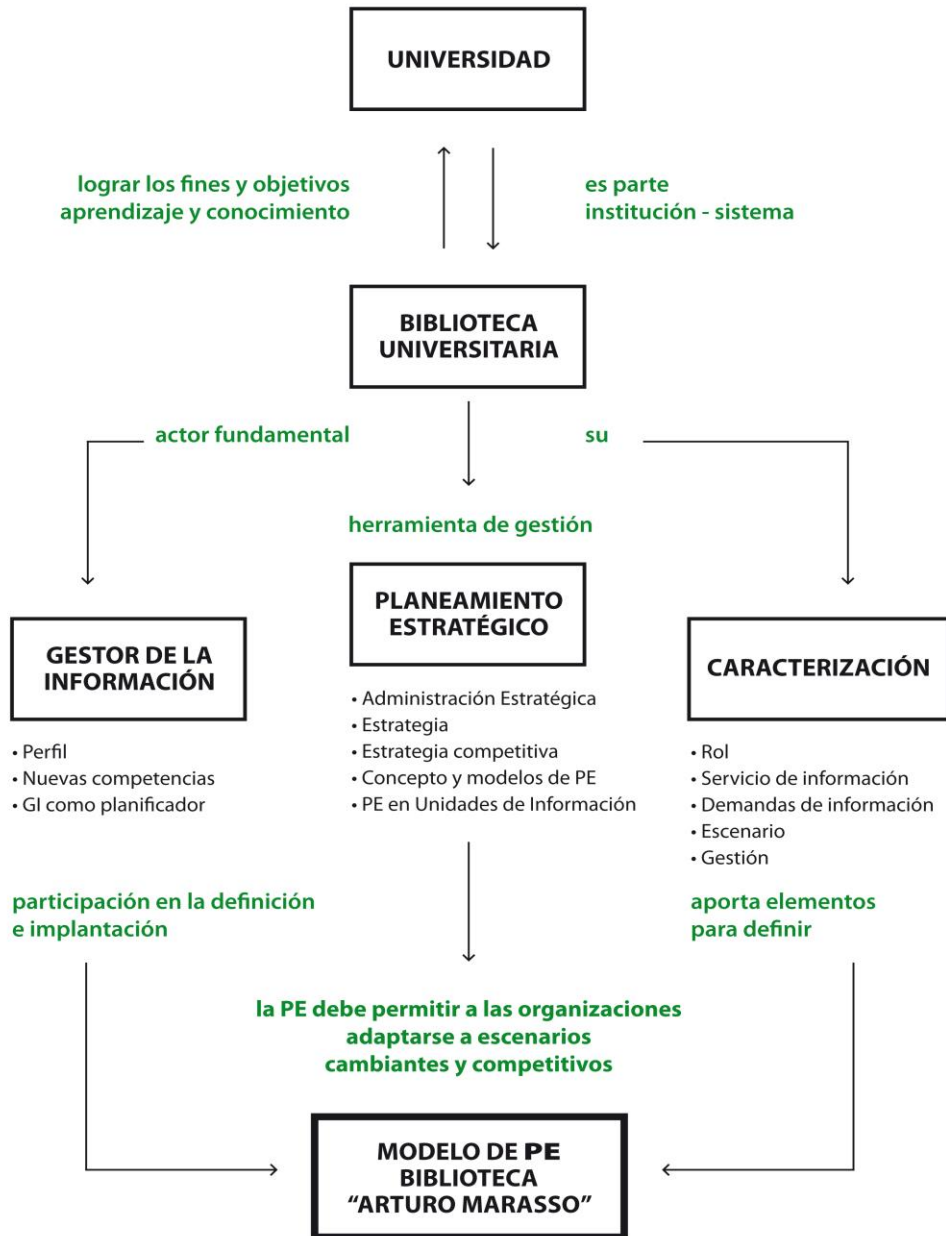 UNIVERSIDAD
lograr los fines y objetivos
aprendizaje y conocimiento
es parte
institución - sistema
BIBLIOTECA
UNIVERSITARIA
actor fundamental
su
herramienta de gestión
GESTOR DE LA
INFORMACIÓN
• Perfil
• Nuevas competencias
• GI como planificador
PLANEAMIENTO
ESTRATÉGICO
• Administración Estratégica
• Estrategia
• Estrategia competitiva
• Concepto y modelos de PE
• PE en Unidades de Información
CARACTERIZACIÓN
• Rol
• Servicio de información
• Demandas de información
• Escenario
• Gestión
participación en la definición
e implantación
aporta elementos
para definir
la PE debe permitir a las organizaciones
adaptarse a escenarios
cambiantes y competitivos
MODELO DE PE
BIBLIOTECA
“ARTURO MARASSO”